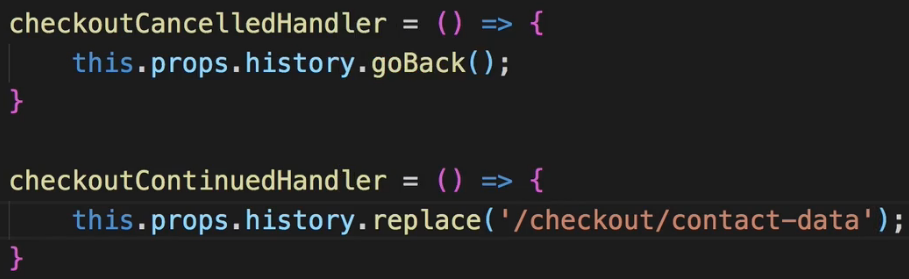 checkoutCancelledHandler = () => {
    this.props.history.goBack();
}

checkoutContinuedHandler = () => {
    this.props.history.replace('/checkout/contact-data');
}